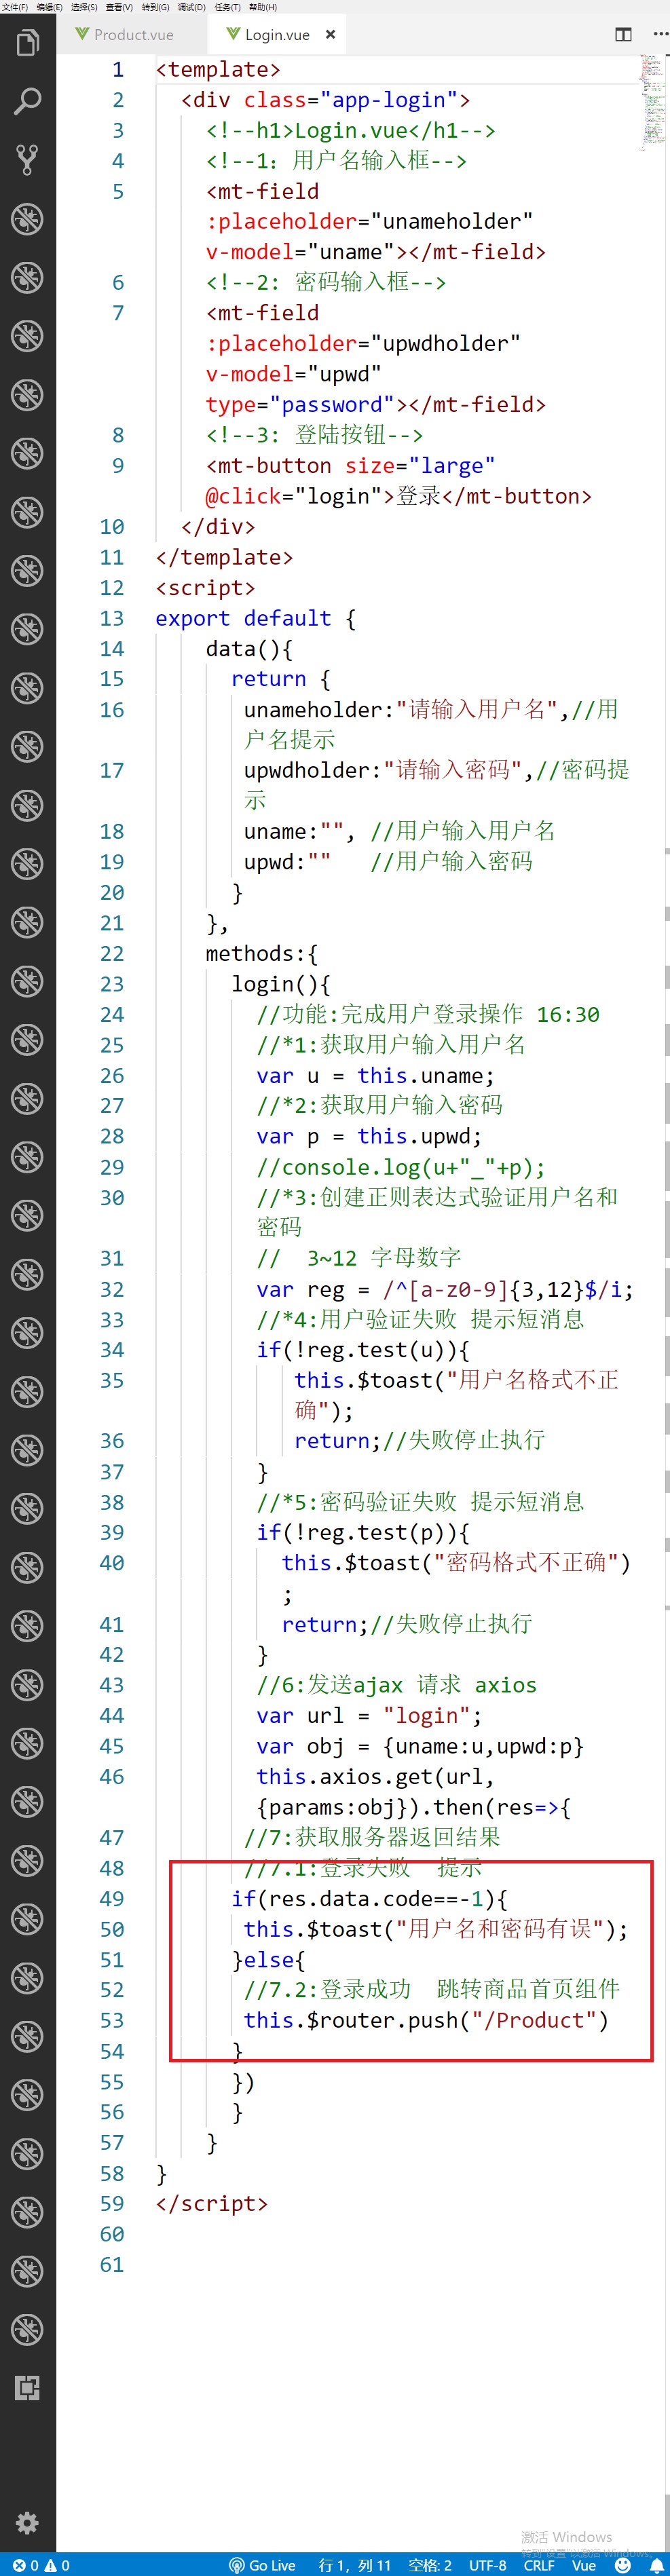 文件(F) 编辑(E) 选择(S) 查看(V) 转到(G) 调试(D) 任务(T) 帮助(H)
Product.vue Login.vue ×
1 <template>
2 <div class="app-login">
3 <!--h1>Login.vue</h1-->
4 <!--1: 用户名输入框-->
5 <mt-field
:placeholder="unameholder"
v-model="uname"></mt-field>
6 <!--2: 密码输入框-->
7 <mt-field
:placeholder="upwdholder"
v-model="upwd"
type="password"></mt-field>
8 <!--3: 登陆按钮-->
9 <mt-button size="large"
@click="login">登录</mt-button>
10 </div>
11 </template>
12 <script>
13 export default {
14 data(){
15 return {
16 unameholder:"请输入用户名",//用
户名提示
17 upwdholder:"请输入密码",//密码提
示
18 uname:"", //用户输入用户名
19 upwd:"" //用户输入密码
20 }
21 },
22 methods:{
23 login(){
24 //功能:完成用户登录操作 16:30
25 //*1:获取用户输入用户名
26 var u = this.uname;
27 //*2:获取用户输入密码
28 var p = this.upwd;
29 //console.log(u+"_"+p);
30 //*3:创建正则表达式验证用户名和
密码
31 // 3~12 字母数字
32 var reg = /^[a-z0-9]{3,12}$/i;
33 //*4:用户验证失败 提示短消息
34 if(!reg.test(u)){
35 this.$toast("用户名格式不正
确");
36 return;//失败停止执行
37 }
38 //*5:密码验证失败 提示短消息
39 if(!reg.test(p)){
40 this.$toast("密码格式不正确")
;
41 return;//失败停止执行
42 }
43 //6:发送ajax 请求 axios
44 var url = "login";
45 var obj = {uname:u,upwd:p}
46 this.axios.get(url,
{params:obj}).then(res=>{
47 //7:获取服务器返回结果
48 //7.1:登录失败 提示
49 if(res.data.code==-1){
50 this.$toast("用户名和密码有误");
51 }else{
52 //7.2:登录成功 跳转商品首页组件
53 this.$router.push("/Product")
54 }
55 })
56 }
57 }
58 }
59 </script>
60
61
激活 Windows
转到"设置"以激活 Windows。
0 0 Go Live 行 1，列 11 空格: 2 UTF-8 CRLF Vue